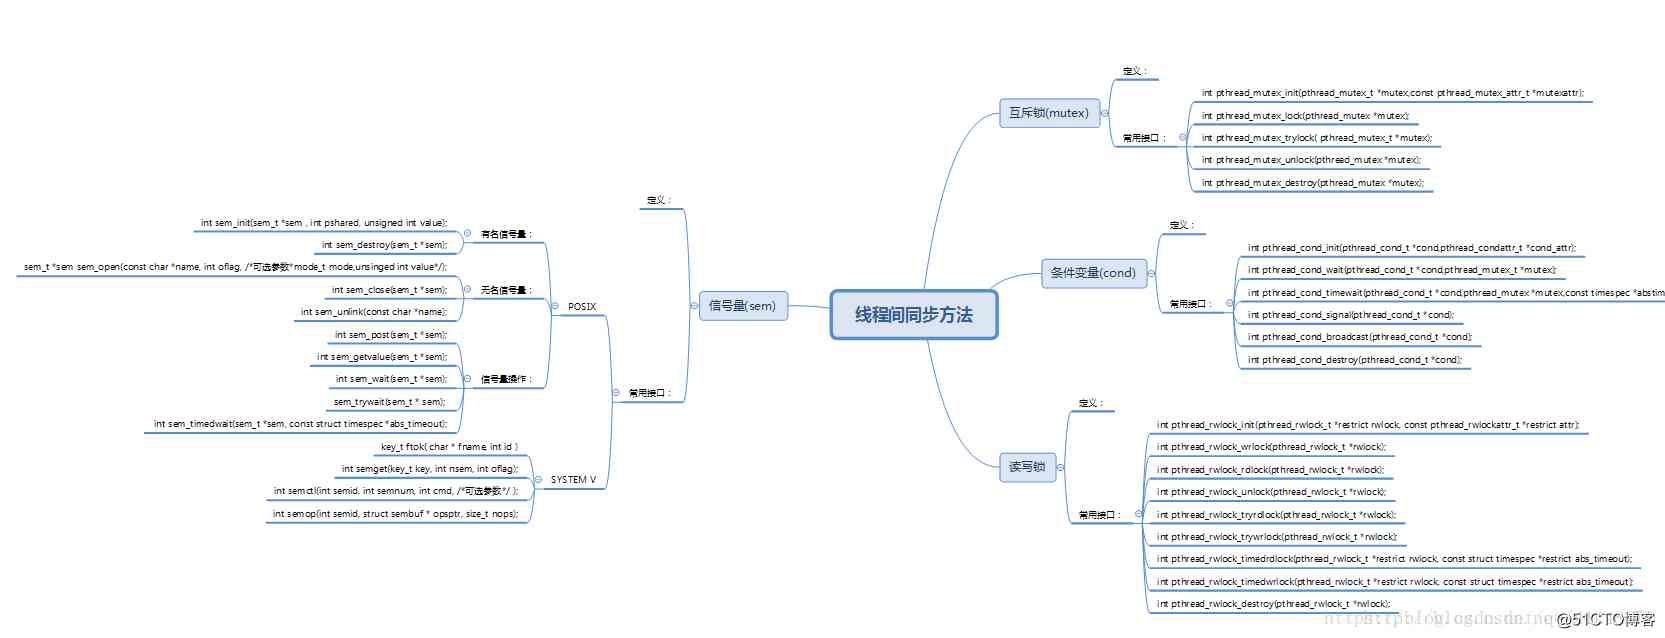 线程间同步方法
互斥锁(mutex)
定义：
常用接口：
int pthread_mutex_init(pthread_mutex_t *mutex,const pthread_mutex_attr_t *mutexattr);
int pthread_mutex_lock(pthread_mutex *mutex);
int pthread_mutex_trylock( pthread_mutex_t *mutex);
int pthread_mutex_unlock(pthread_mutex *mutex);
int pthread_mutex_destroy(pthread_mutex *mutex);
条件变量(cond)
定义：
常用接口：
int pthread_cond_init(pthread_cond_t *cond,pthread_condattr_t *cond_attr);
int pthread_cond_wait(pthread_cond_t *cond,pthread_mutex_t *mutex);
int pthread_cond_timewait(pthread_cond_t *cond,pthread_mutex *mutex,const timespec *abstim
int pthread_cond_signal(pthread_cond_t *cond);
int pthread_cond_broadcast(pthread_cond_t *cond);
int pthread_cond_destroy(pthread_cond_t *cond);
读写锁
定义：
常用接口：
int pthread_rwlock_init(pthread_rwlock_t *restrict rwlock, const pthread_rwlockattr_t *restrict attr);
int pthread_rwlock_wrlock(pthread_rwlock_t *rwlock);
int pthread_rwlock_rdlock(pthread_rwlock_t *rwlock);
int pthread_rwlock_unlock(pthread_rwlock_t *rwlock);
int pthread_rwlock_tryrdlock(pthread_rwlock_t *rwlock);
int pthread_rwlock_trywrlock(pthread_rwlock_t *rwlock);
int pthread_rwlock_timedrdlock(pthread_rwlock_t *restrict rwlock, const struct timespec *restrict abs_timeout);
int pthread_rwlock_timedwrlock(pthread_rwlock_t *restrict rwlock, const struct timespec *restrict abs_timeout);
int pthread_rwlock_destroy(pthread_rwlock_t *rwlock);
信号量(sem)
定义：
常用接口：
POSIX
有名信号量：
int sem_init(sem_t *sem , int pshared, unsigned int value);
int sem_destroy(sem_t *sem);
无名信号量：
sem_t *sem sem_open(const char *name, int oflag, /*可选参数*mode_t mode,unsinged int value*/);
int sem_close(sem_t *sem);
int sem_unlink(const char *name);
信号量操作：
int sem_post(sem_t *sem);
int sem_getvalue(sem_t *sem);
int sem_wait(sem_t *sem);
sem_trywait(sem_t * sem);
int sem_timedwait(sem_t *sem, const struct timespec *abs_timeout);
SYSTEM V
key_t ftok( char * fname, int id )
int semget(key_t key, int nsem, int oflag);
int semctl(int semid, int semnum, int cmd, /*可选参数*/ );
int semop(int semid, struct sembuf * opsptr, size_t nops);
@51CTO博客